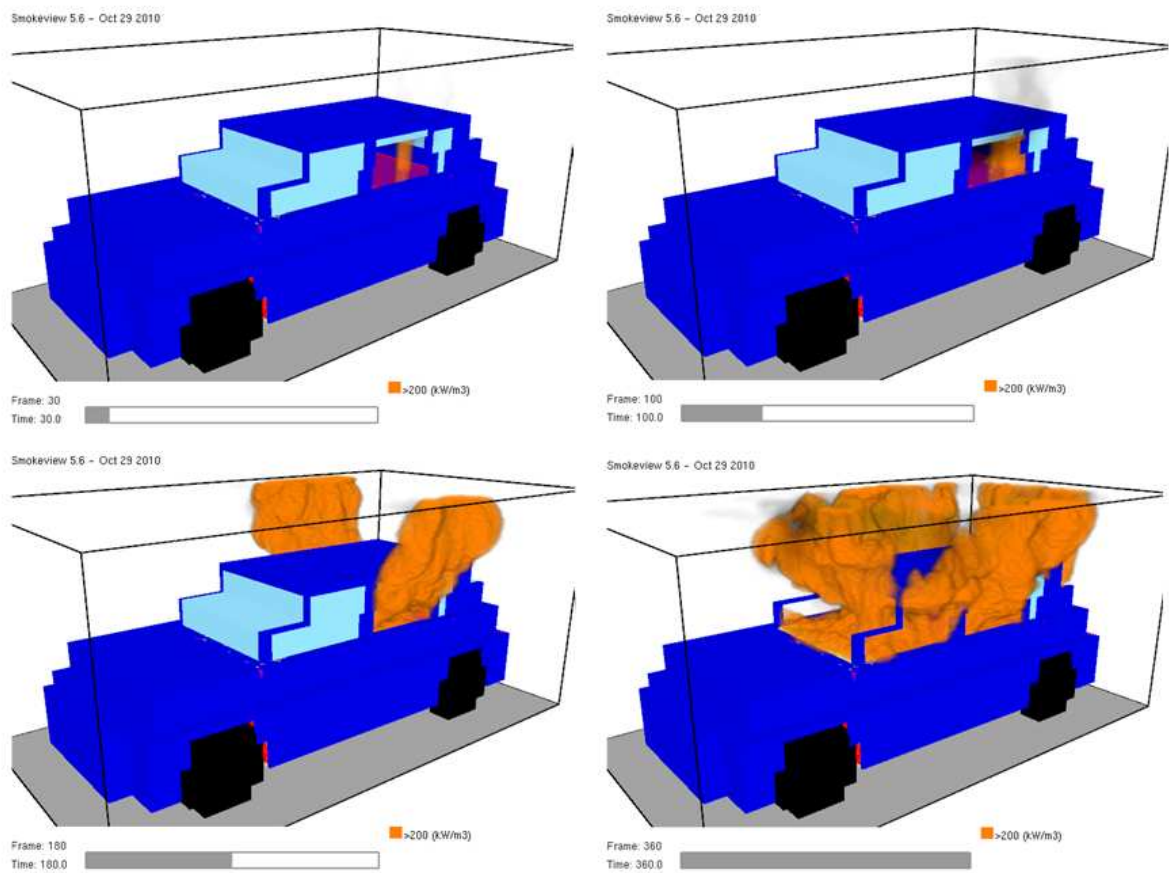 Smokeview 5.6 – Oct 29 2010
Smokeview 5.6 – Oct 29 2010
>200 (kW/m3)
Frame: 30
Time: 30.0
>200 (kW/m3)
Frame: 100
Time: 100.0
Smokeview 5.6 – Oct 29 2010
Smokeview 5.6 – Oct 29 2010
>200 (kW/m3)
Frame: 180
Time: 180.0
>200 (kW/m3)
Frame: 360
Time: 360.0